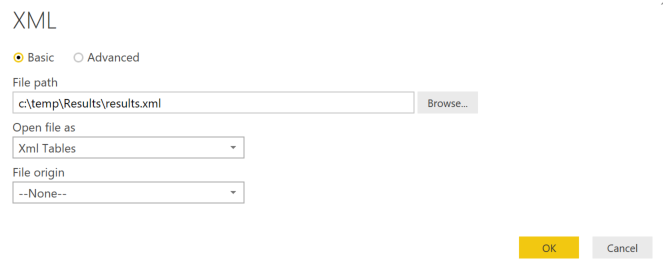 XML
Basic Advanced
File path
c:\temp\Results\results.xml Browse...
Open file as
Xml Tables
File origin
--None--
OK Cancel